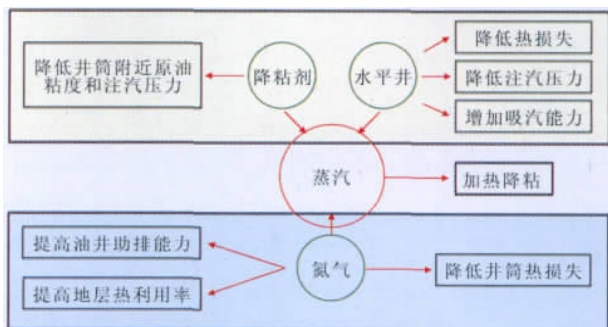 降低热损失
降低井筒附近原油
粘度和注汽压力
降粘剂
水平井
降低注汽压力
增加吸汽能力
蒸汽
加热降粘
提高油井助排能力
氮气
降低井筒热损失
提高地层热利用率